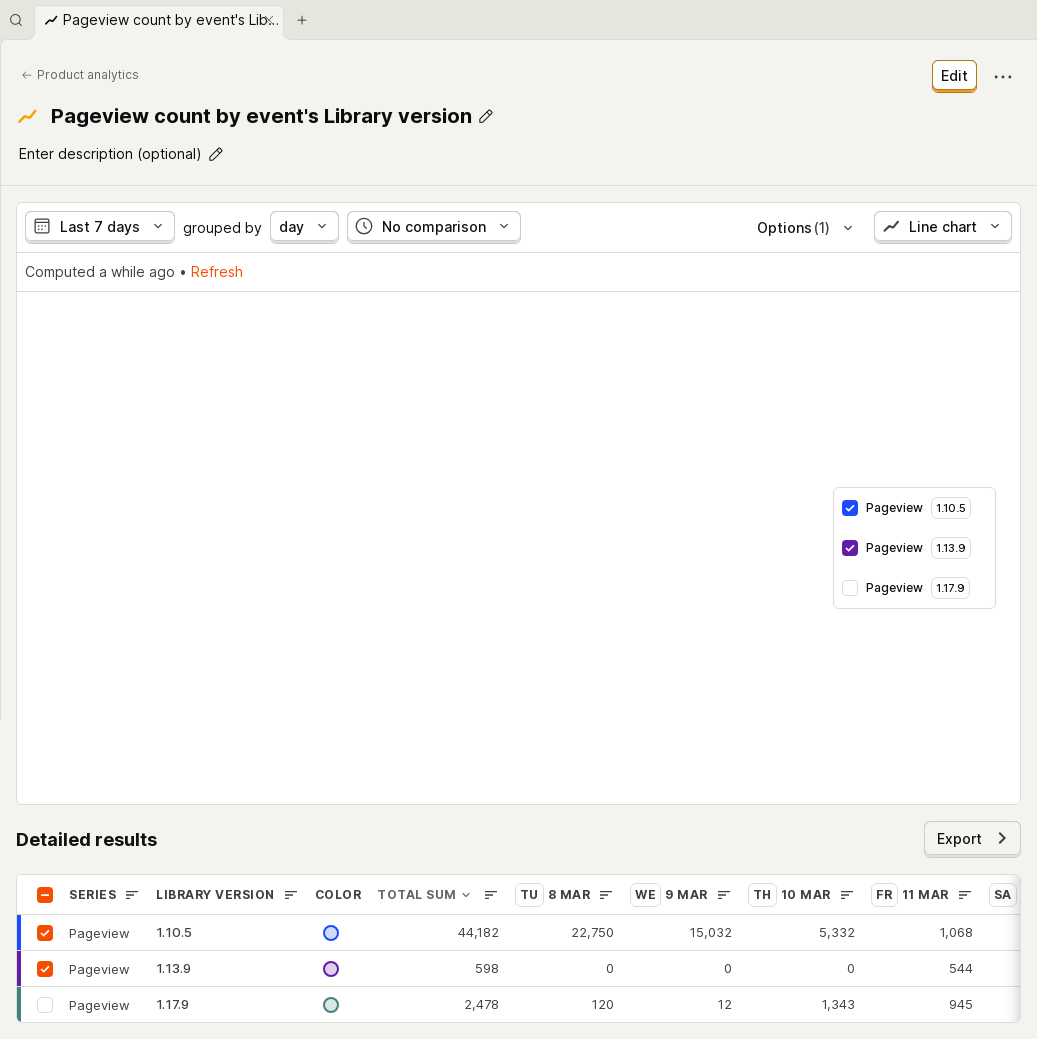 Pageview count by event's Lib...
Product analytics
Edit
Pageview count by event's Library version
Enter description (optional)
Last 7 days grouped by day No comparison Options (1) Line chart
Computed a while ago • Refresh
Pageview 1.10.5
Pageview 1.13.9
Pageview 1.17.9
Detailed results
Export
SERIES LIBRARY VERSION COLOR TOTAL SUM TU 8 MAR WE 9 MAR TH 10 MAR FR 11 MAR SA
Pageview 1.10.5 44,182 22,750 15,032 5,332 1,068
Pageview 1.13.9 598 0 0 0 544
Pageview 1.17.9 2,478 120 12 1,343 945